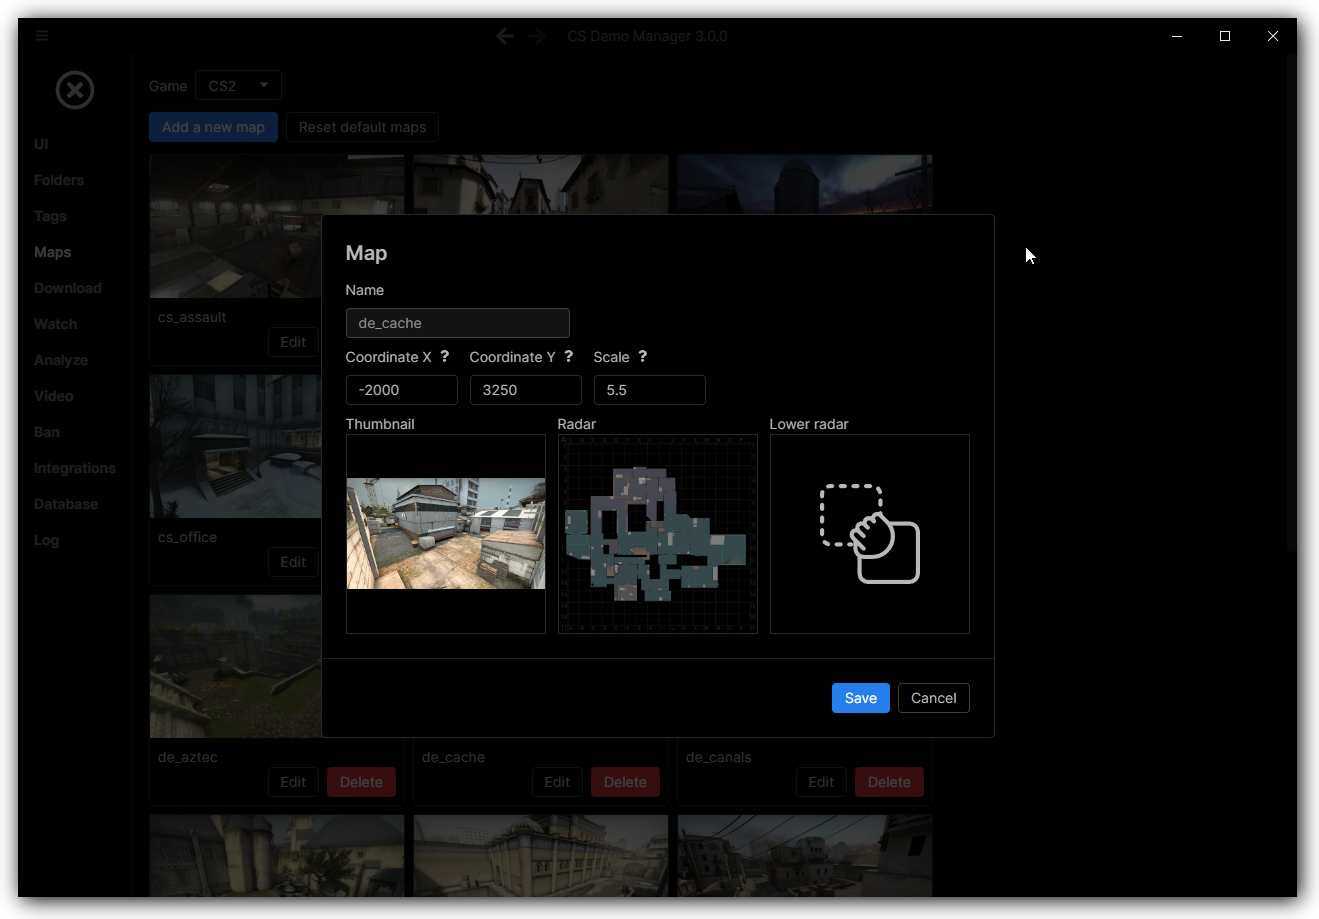 CS Demo Manager 3.0.0
Game CS2
Add a new map Reset default maps
UI
Folders
Tags
Maps
Download
Watch
Analyze
Video
Ban
Integrations
Database
Log
cs_assault
Edit
cs_office
Edit
Map
Name
de_cache
Coordinate X ? Coordinate Y ? Scale ?
-2000 3250 5.5
Thumbnail Radar Lower radar
Save Cancel
de_aztec de_cache de_canals
Edit Delete Edit Delete Edit Delete